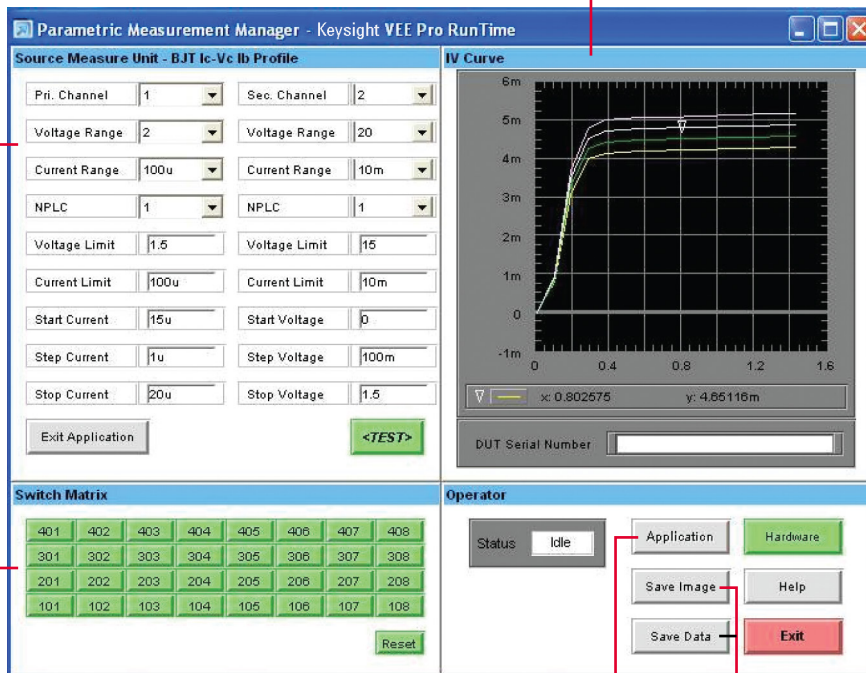 Parametric Measurement Manager - Keysight VEE Pro RunTime
Source Measure Unit - BJT Ic-Vc Ib Profile
Pri. Channel 1 Sec. Channel 2
Voltage Range 2 Voltage Range 20
Current Range 100u Current Range 10m
NPLC 1 NPLC 1
Voltage Limit 1.5 Voltage Limit 15
Current Limit 100u Current Limit 10m
Start Current 15u Start Voltage 0
Step Current 1u Step Voltage 100m
Stop Current 20u Stop Voltage 1.5
Exit Application <TEST>
IV Curve
6m
5m
4m
3m
2m
1m
0
-1m
0 0.4 0.8 1.2 1.6
x: 0.802575 y: 4.65116m
DUT Serial Number
Switch Matrix
401 402 403 404 405 406 407 408
301 302 303 304 305 306 307 308
201 202 203 204 205 206 207 208
101 102 103 104 105 106 107 108
Reset
Operator
Status Idle
Application Hardware
Save Image Help
Save Data Exit